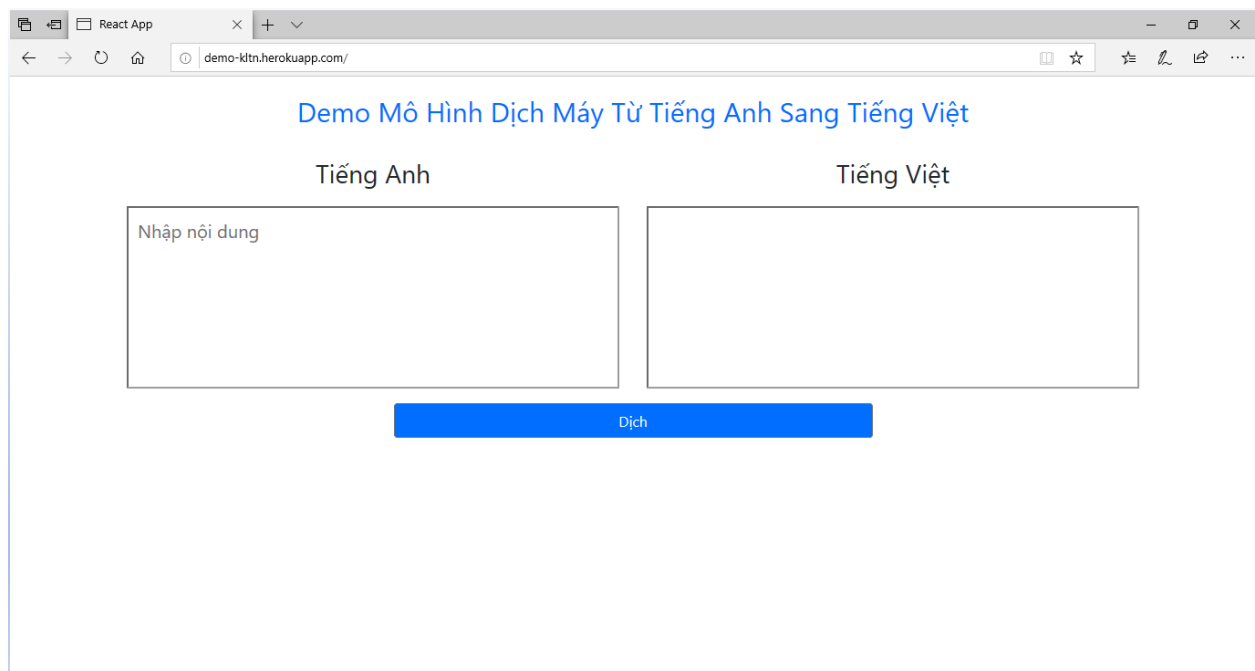 React App
demo-kltn.herokuapp.com/
Demo Mô Hình Dịch Máy Từ Tiếng Anh Sang Tiếng Việt
Tiếng Anh
Tiếng Việt
Nhập nội dung
Dịch